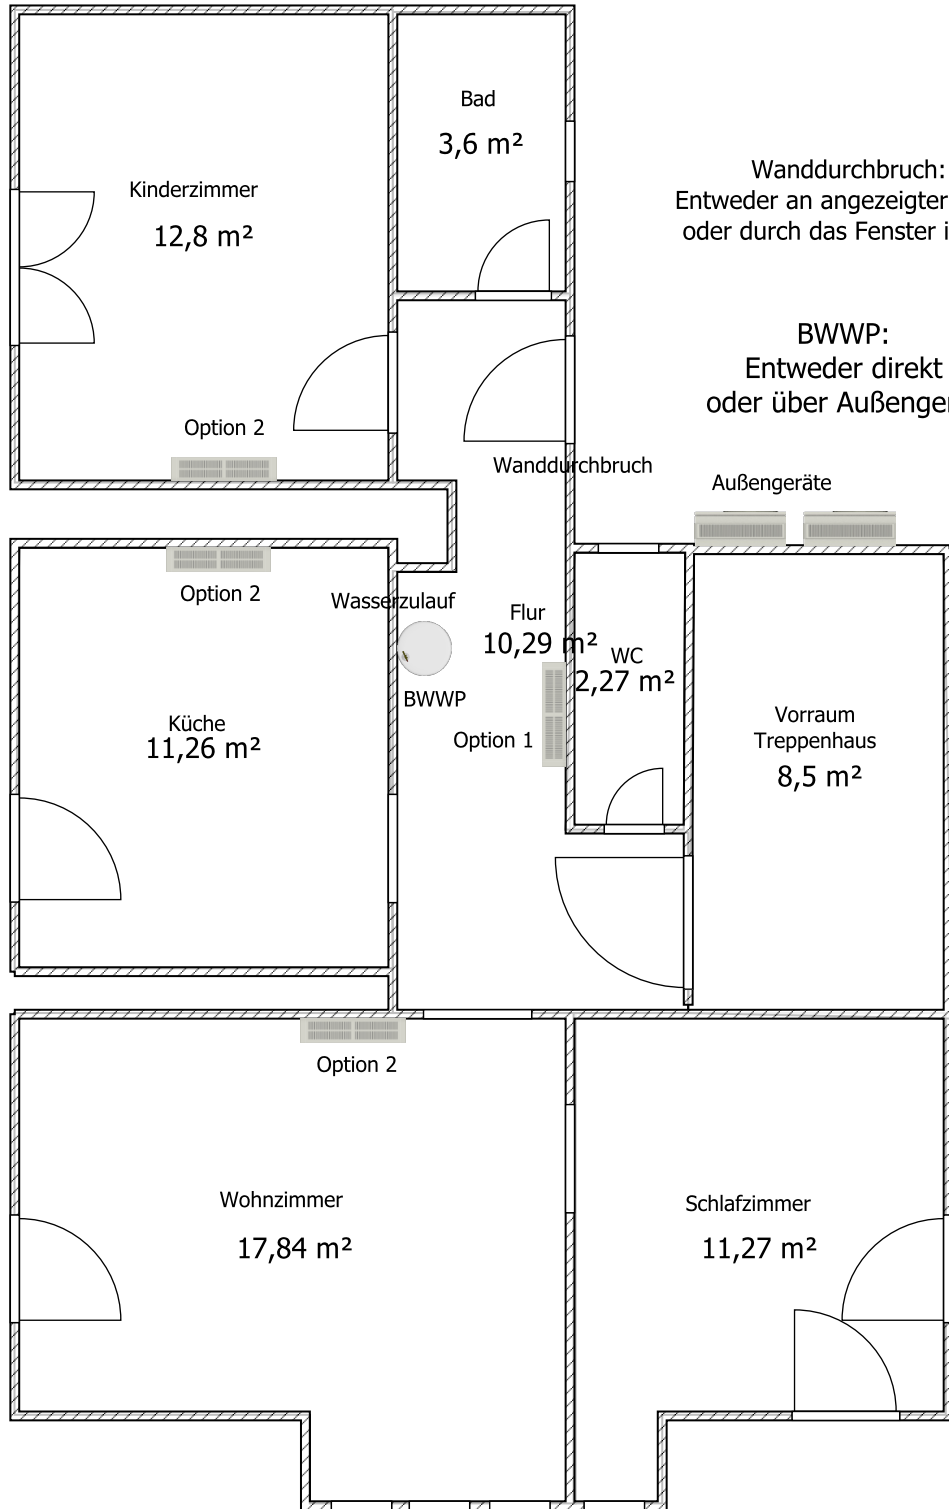 Bad
3,6 m²
Kinderzimmer
12,8 m²
Wanddurchbruch:
Entweder an angezeigter
oder durch das Fenster i
BWWP:
Entweder direkt
oder über Außenge
Option 2
Wanddurchbruch
Außengeräte
Option 2
Wasserzulauf
Flur
10,29 m²
WC
2,27 m²
BWWP
Küche
11,26 m²
Option 1
Vorraum
Treppenhaus
8,5 m²
Option 2
Wohnzimmer
17,84 m²
Schlafzimmer
11,27 m²